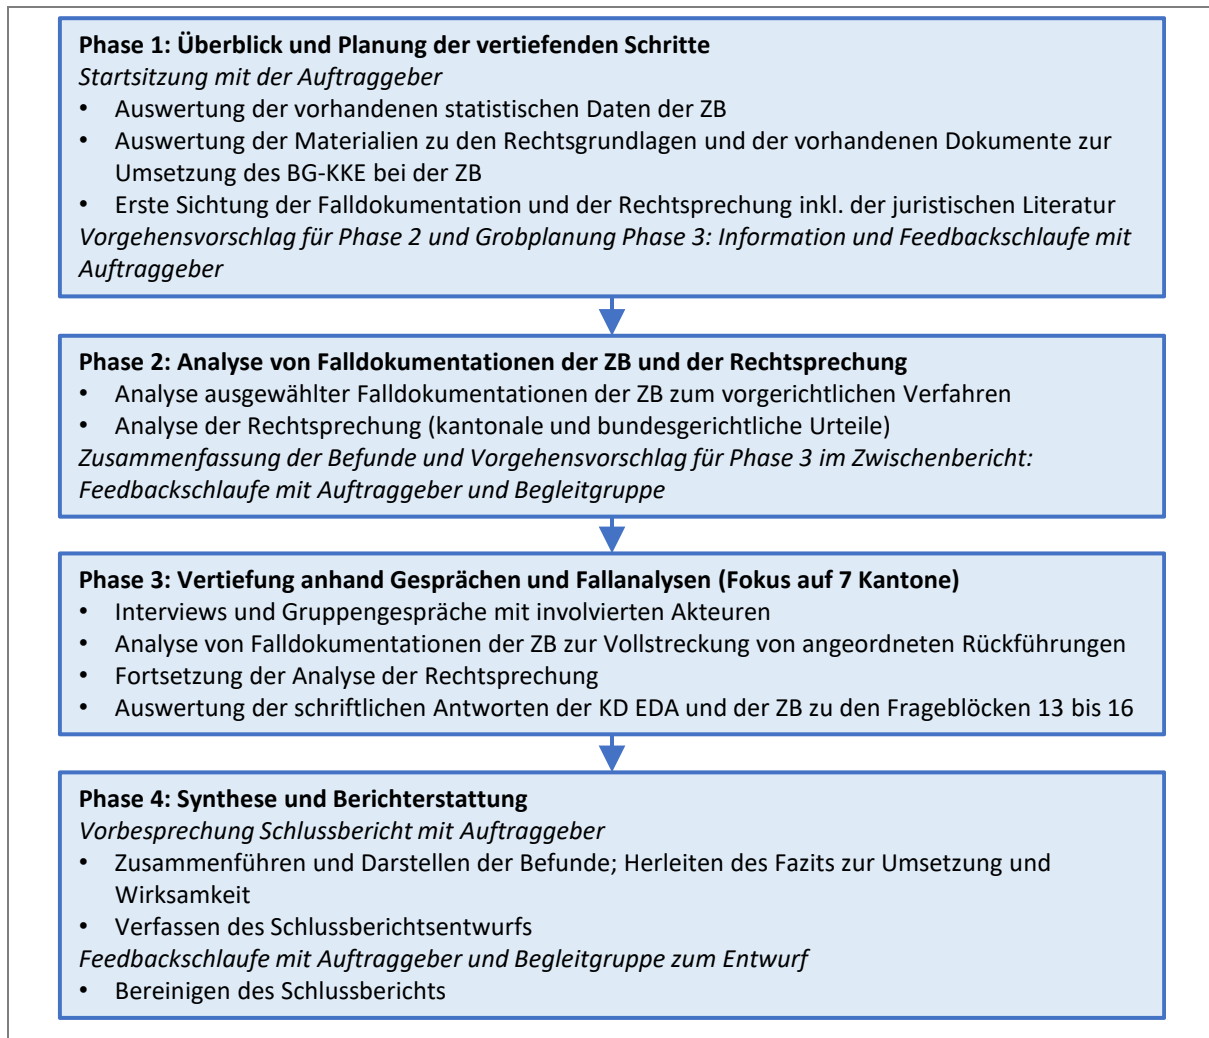 Phase 1: Überblick und Planung der vertiefenden Schritte
Startsitzung mit der Auftraggeber
• Auswertung der vorhandenen statistischen Daten der ZB
• Auswertung der Materialien zu den Rechtsgrundlagen und der vorhandenen Dokumente zur
Umsetzung des BG-KKE bei der ZB
• Erste Sichtung der Falldokumentation und der Rechtsprechung inkl. der juristischen Literatur
Vorgehensvorschlag für Phase 2 und Grobplanung Phase 3: Information und Feedbackschlaufe mit
Auftraggeber
Phase 2: Analyse von Falldokumentationen der ZB und der Rechtsprechung
• Analyse ausgewählter Falldokumentationen der ZB zum vorgerichtlichen Verfahren
• Analyse der Rechtsprechung (kantonale und bundesgerichtliche Urteile)
Zusammenfassung der Befunde und Vorgehensvorschlag für Phase 3 im Zwischenbericht:
Feedbackschlaufe mit Auftraggeber und Begleitgruppe
Phase 3: Vertiefung anhand Gesprächen und Fallanalysen (Fokus auf 7 Kantone)
• Interviews und Gruppengespräche mit involvierten Akteuren
• Analyse von Falldokumentationen der ZB zur Vollstreckung von angeordneten Rückführungen
• Fortsetzung der Analyse der Rechtsprechung
• Auswertung der schriftlichen Antworten der KD EDA und der ZB zu den Frageblöcken 13 bis 16
Phase 4: Synthese und Berichterstattung
Vorbesprechung Schlussbericht mit Auftraggeber
• Zusammenführen und Darstellen der Befunde; Herleiten des Fazits zur Umsetzung und
Wirksamkeit
• Verfassen des Schlussberichtsentwurfs
Feedbackschlaufe mit Auftraggeber und Begleitgruppe zum Entwurf
• Bereinigen des Schlussberichts